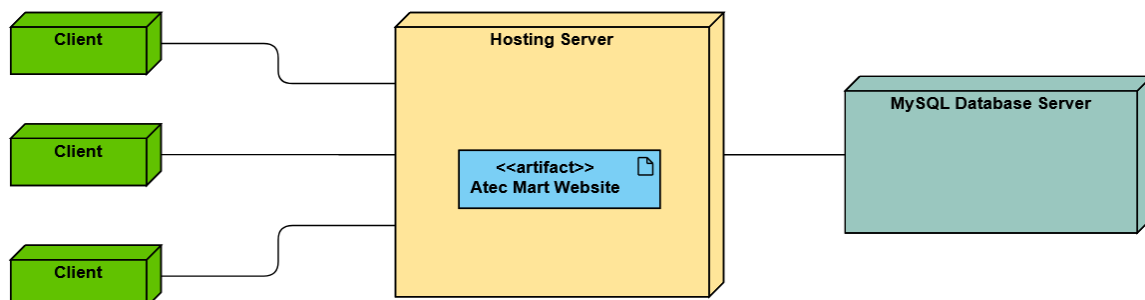 Client
Hosting Server
MySQL Database Server
Client
<<artifact>>
Atec Mart Website
Client